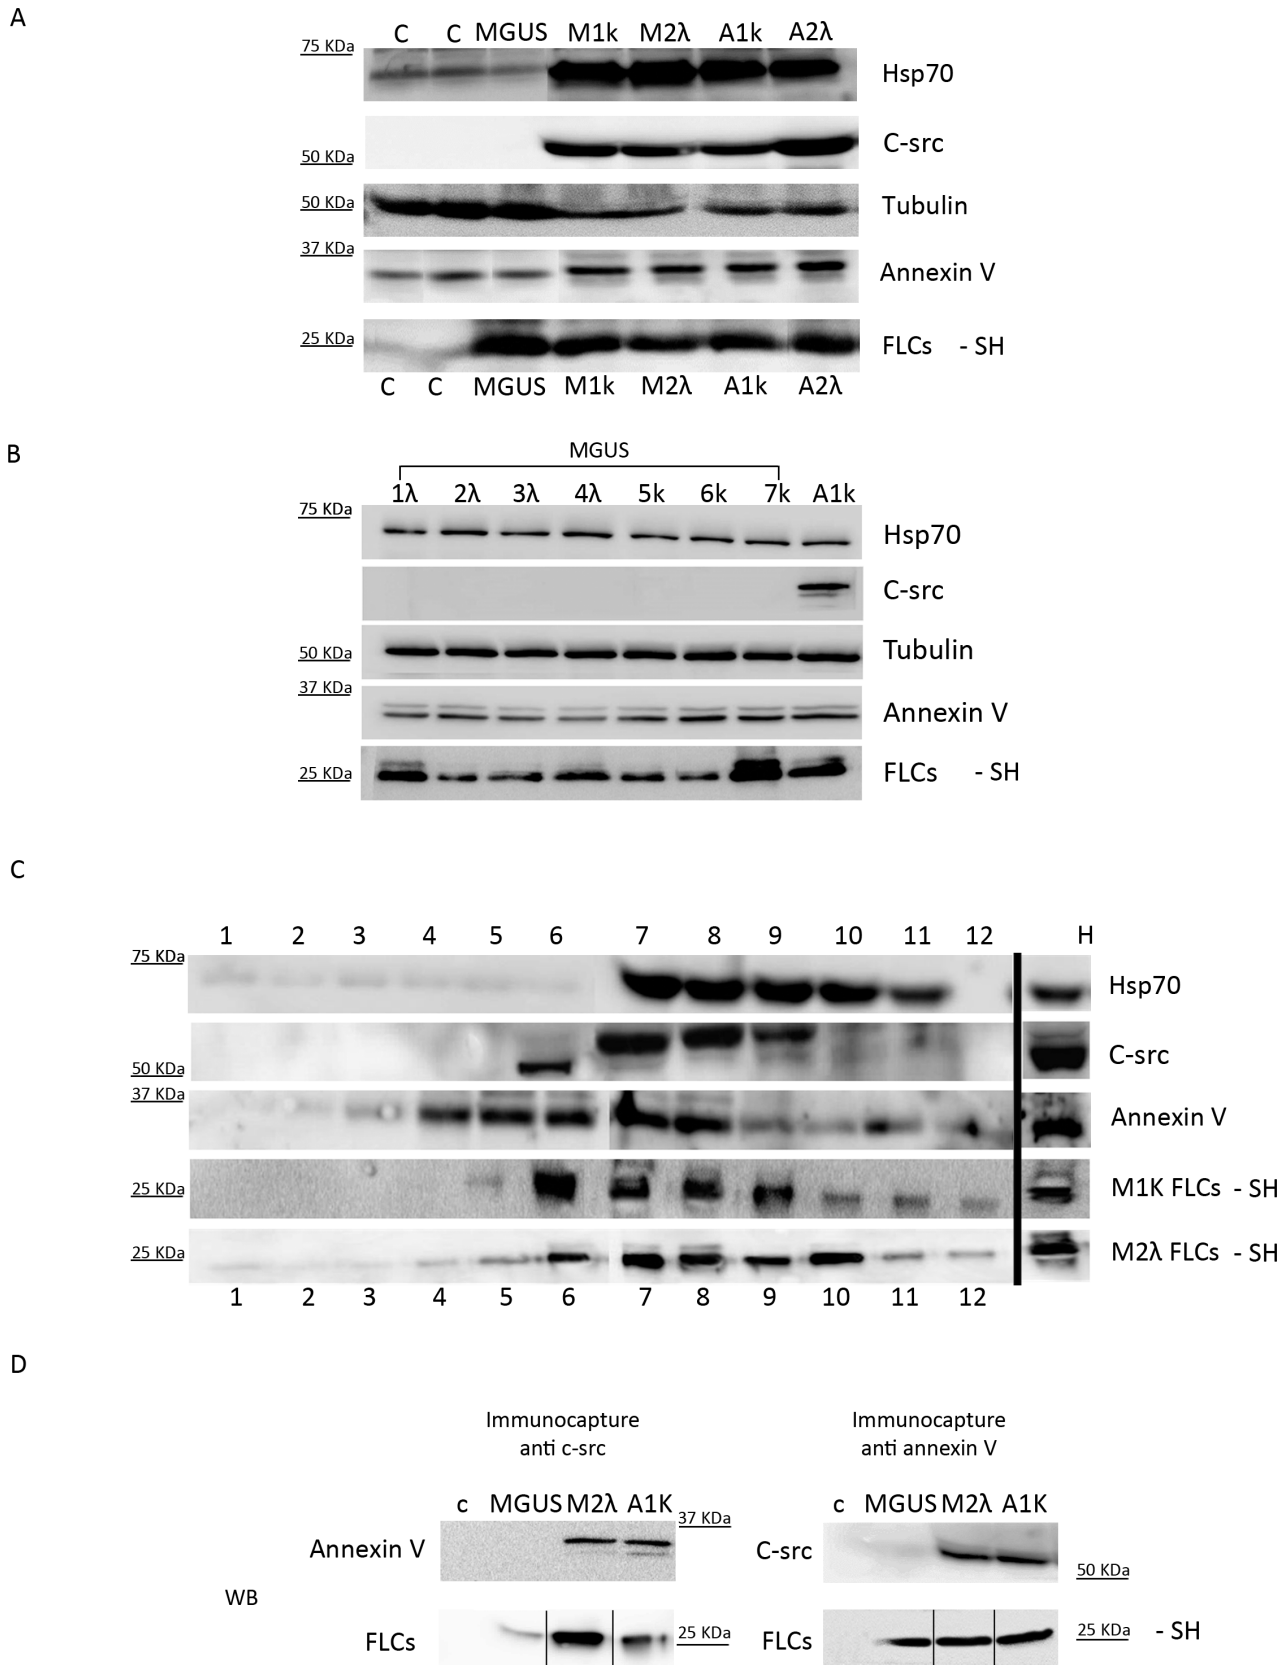 A
C C MGUS M1k M2λ A1k A2λ
75 KDa
Hsp70
C-src
50 KDa
50 KDa
Tubulin
37 KDa
Annexin V
25 KDa
FLCs - SH
C C MGUS M1k M2λ A1k A2λ
B
MGUS
1λ 2λ 3λ 4λ 5k 6k 7k A1k
75 KDa
Hsp70
C-src
50 KDa
Tubulin
37 KDa
Annexin V
25 KDa
FLCs - SH
C
1 2 3 4 5 6 7 8 9 10 11 12 H
75 KDa
Hsp70
50 KDa
C-src
37 KDa
Annexin V
25 KDa
M1K FLCs - SH
25 KDa
M2λ FLCs - SH
1 2 3 4 5 6 7 8 9 10 11 12
D
Immunocapture
anti c-src
Immunocapture
anti annexin V
c MGUS M2λ A1K
c MGUS M2λ A1K
37 KDa
Annexin V
C-src
50 KDa
WB
FLCs
25 KDa
FLCs
25 KDa - SH